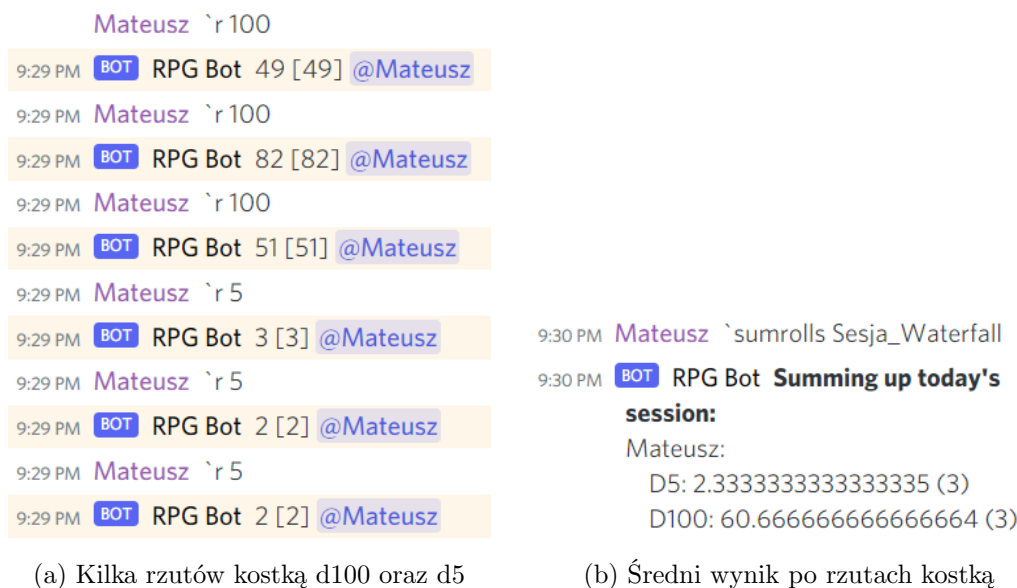 Mateusz `r 100
9:29 PM BOT RPG Bot 49 [49] @Mateusz
9:29 PM Mateusz `r 100
9:29 PM BOT RPG Bot 82 [82] @Mateusz
9:29 PM Mateusz `r 100
9:29 PM BOT RPG Bot 51 [51] @Mateusz
9:29 PM Mateusz `r 5
9:29 PM BOT RPG Bot 3 [3] @Mateusz
9:29 PM Mateusz `r 5
9:29 PM BOT RPG Bot 2 [2] @Mateusz
9:29 PM Mateusz `r 5
9:29 PM BOT RPG Bot 2 [2] @Mateusz
(a) Kilka rzutów kostką d100 oraz d5
9:30 PM Mateusz `sumrolls Sesja_Waterfall
9:30 PM BOT RPG Bot Summing up today's
session:
Mateusz:
D5: 2.3333333333333335 (3)
D100: 60.666666666666664 (3)
(b) Średni wynik po rzutach kostką